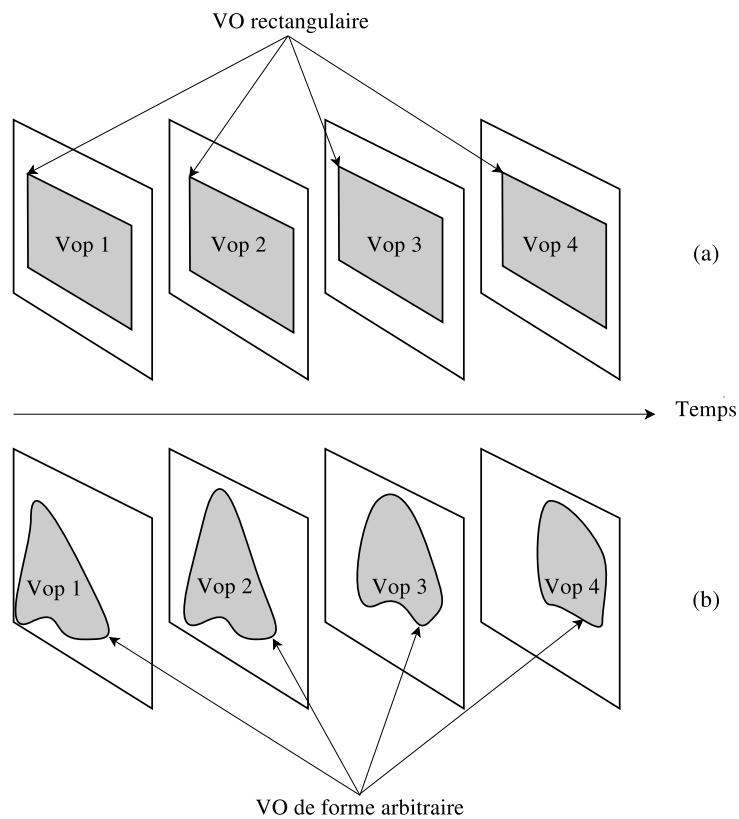 VO rectangulaire
Vop 1
Vop 2
Vop 3
Vop 4
(a)
Temps
Vop 1
Vop 2
Vop 3
Vop 4
(b)
VO de forme arbitraire